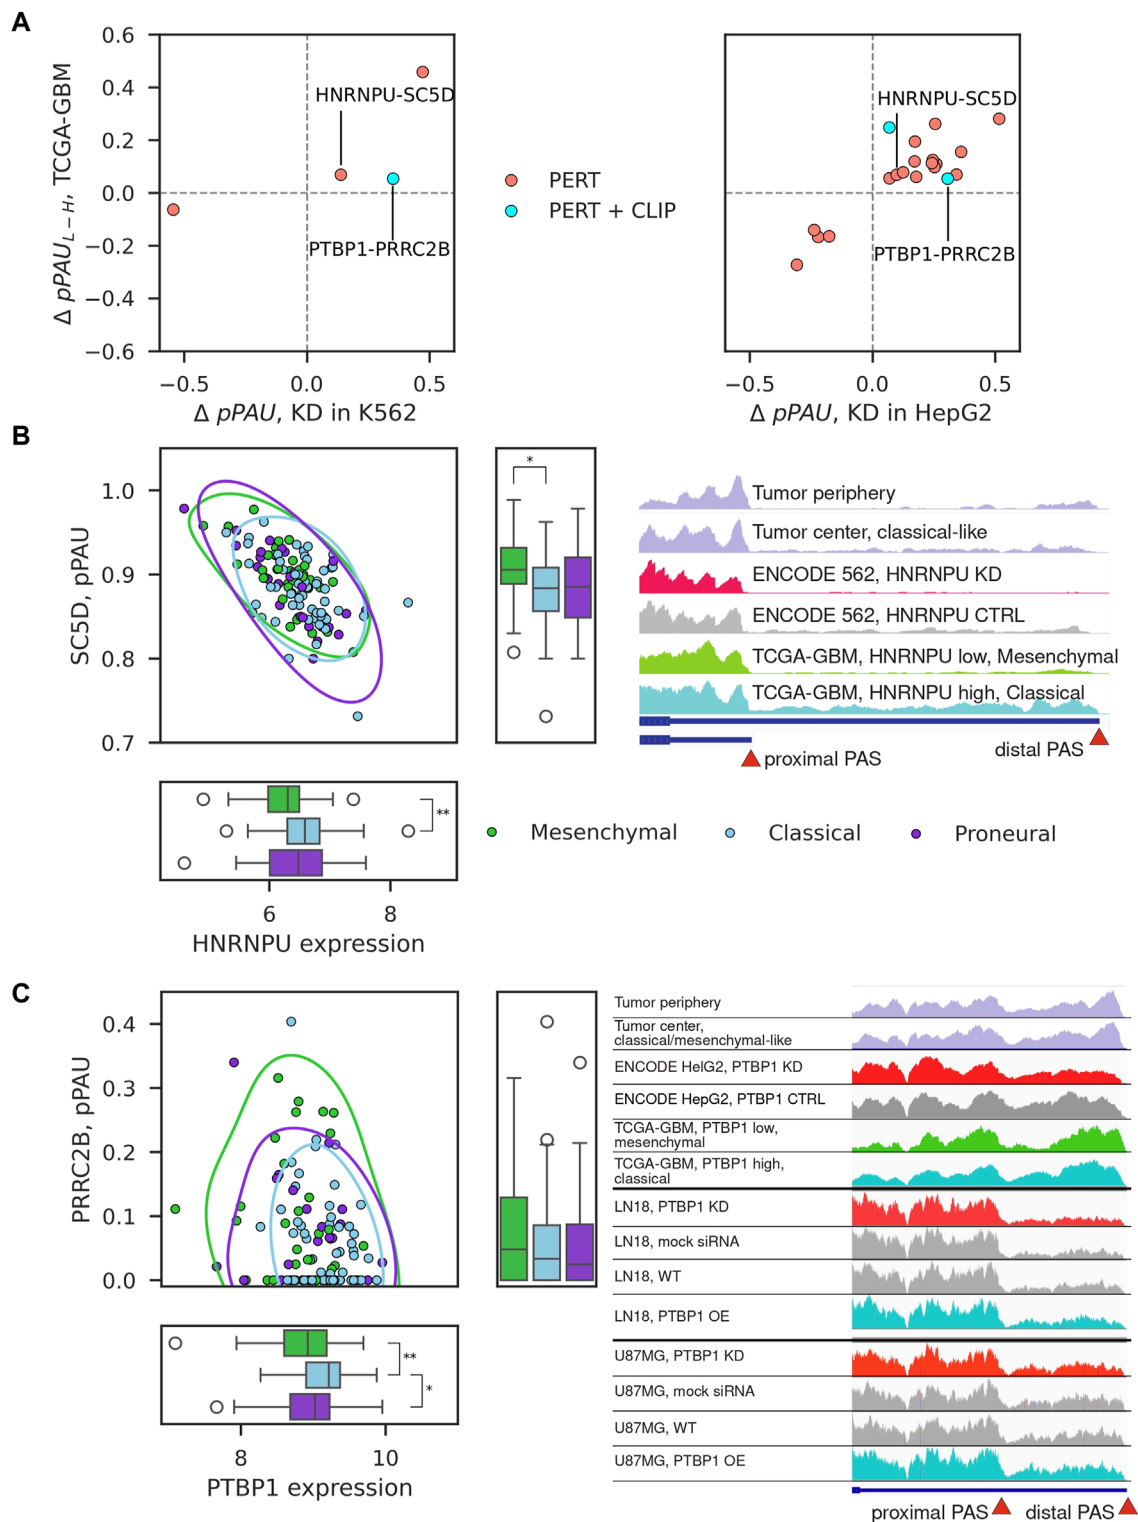 A
0.6
0.4
0.2
0.0
−0.2
−0.4
−0.6
Δ pPAU L−H, TCGA-GBM
HNRNPU-SC5D
PTBP1-PRRC2B
−0.5
0.0
0.5
Δ pPAU, KD in K562
PERT
PERT + CLIP
HNRNPU-SC5D
PTBP1-PRRC2B
−0.5
0.0
0.5
Δ pPAU, KD in HepG2
B
1.0
0.9
0.8
0.7
SC5D, pPAU
*
Tumor periphery
Tumor center, classical-like
ENCODE 562, HNRNPU KD
ENCODE 562, HNRNPU CTRL
TCGA-GBM, HNRNPU low, Mesenchymal
TCGA-GBM, HNRNPU high, Classical
distal PAS
proximal PAS
**
6
8
HNRNPU expression
Mesenchymal
Classical
Proneural
C
0.4
0.3
0.2
0.1
0.0
PRRC2B, pPAU
**
*
8
10
PTBP1 expression
Tumor periphery
Tumor center,
classical/mesenchymal-like
ENCODE HelG2, PTBP1 KD
ENCODE HepG2, PTBP1 CTRL
TCGA-GBM, PTBP1 low,
mesenchymal
TCGA-GBM, PTBP1 high,
classical
LN18, PTBP1 KD
LN18, mock siRNA
LN18, WT
LN18, PTBP1 OE
U87MG, PTBP1 KD
U87MG, mock siRNA
U87MG, WT
U87MG, PTBP1 OE
proximal PAS
distal PAS